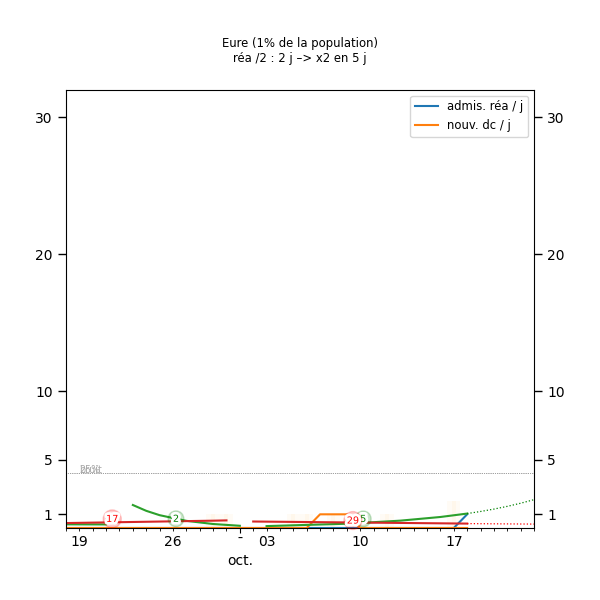 Eure (1% de la population)
réa /2 : 2 j –> x2 en 5 j
admis. réa / j
nouv. dc / j
30 30
20 20
10 10
5 5
1 1
17 2 29 5
19 26 - 03 10 17
oct.